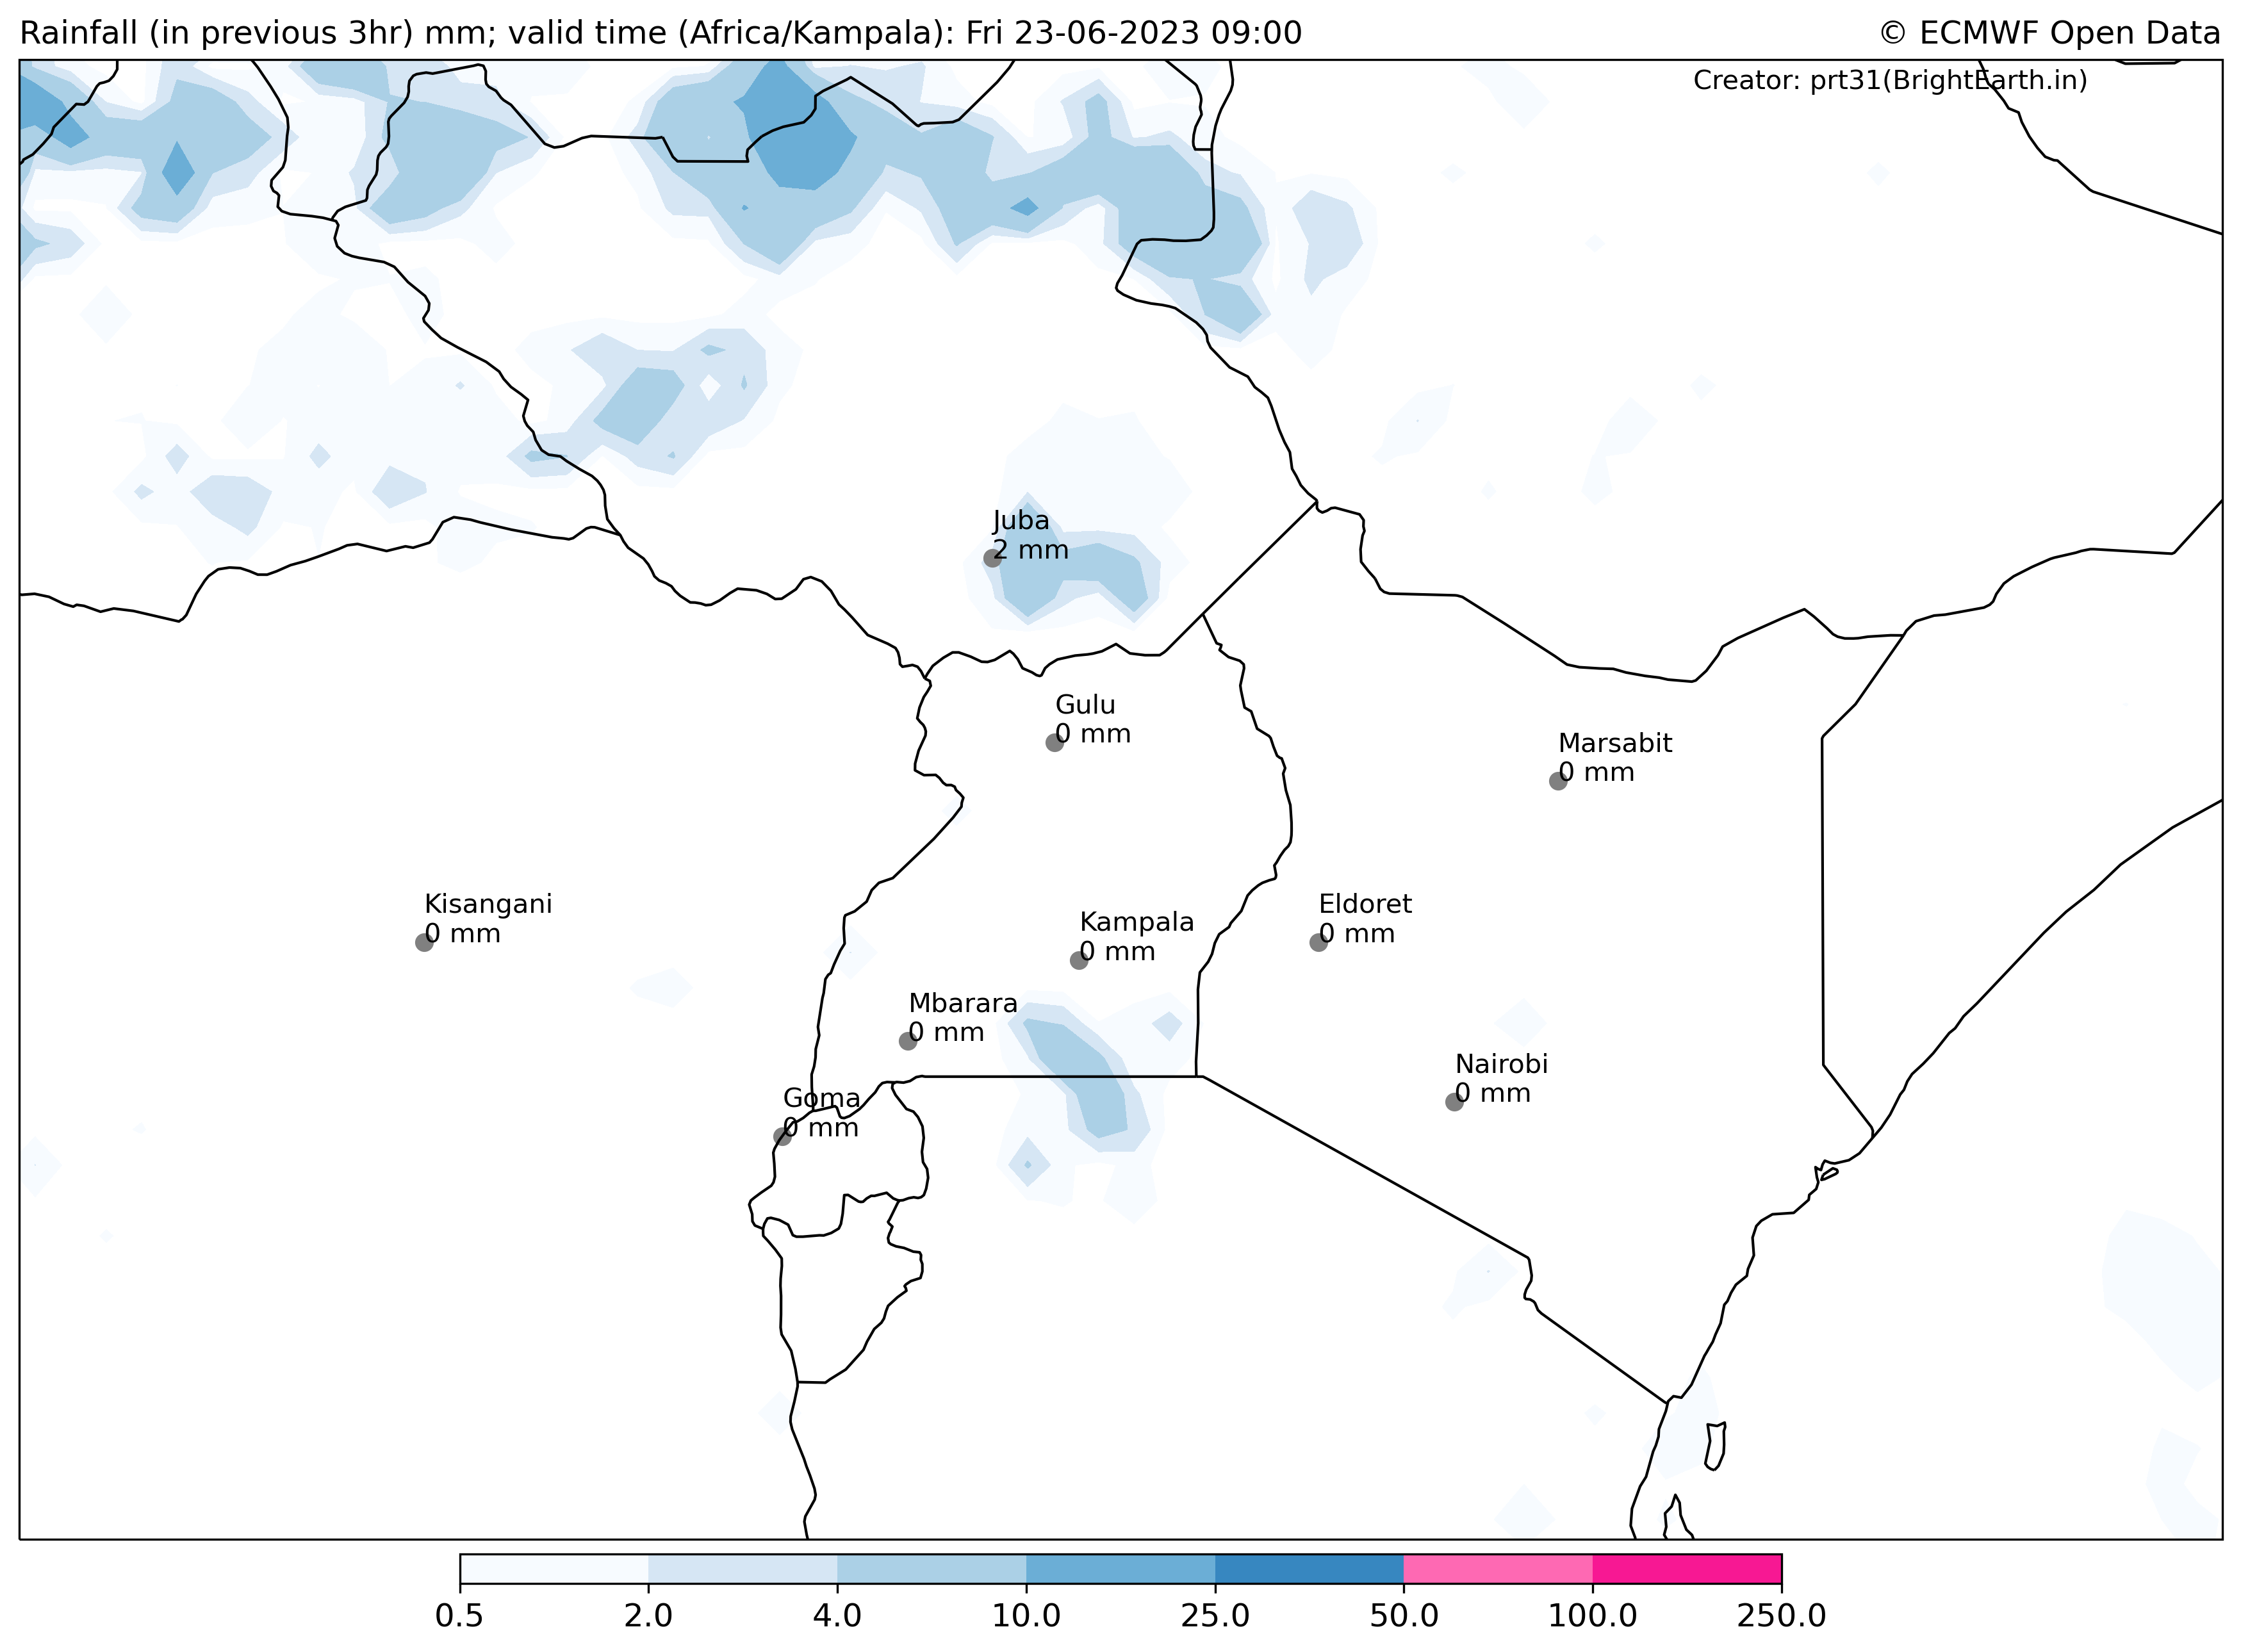 Rainfall (in previous 3hr) mm; valid time (Africa/Kampala): Fri 23-06-2023 09:00
© ECMWF Open Data
Creator: prt31(BrightEarth.in)
Juba
2 mm
Gulu
0 mm
Marsabit
0 mm
Kisangani
0 mm
Eldoret
0 mm
Kampala
0 mm
Mbarara
0 mm
Nairobi
0 mm
Goma
0 mm
0.5 2.0 4.0 10.0 25.0 50.0 100.0 250.0